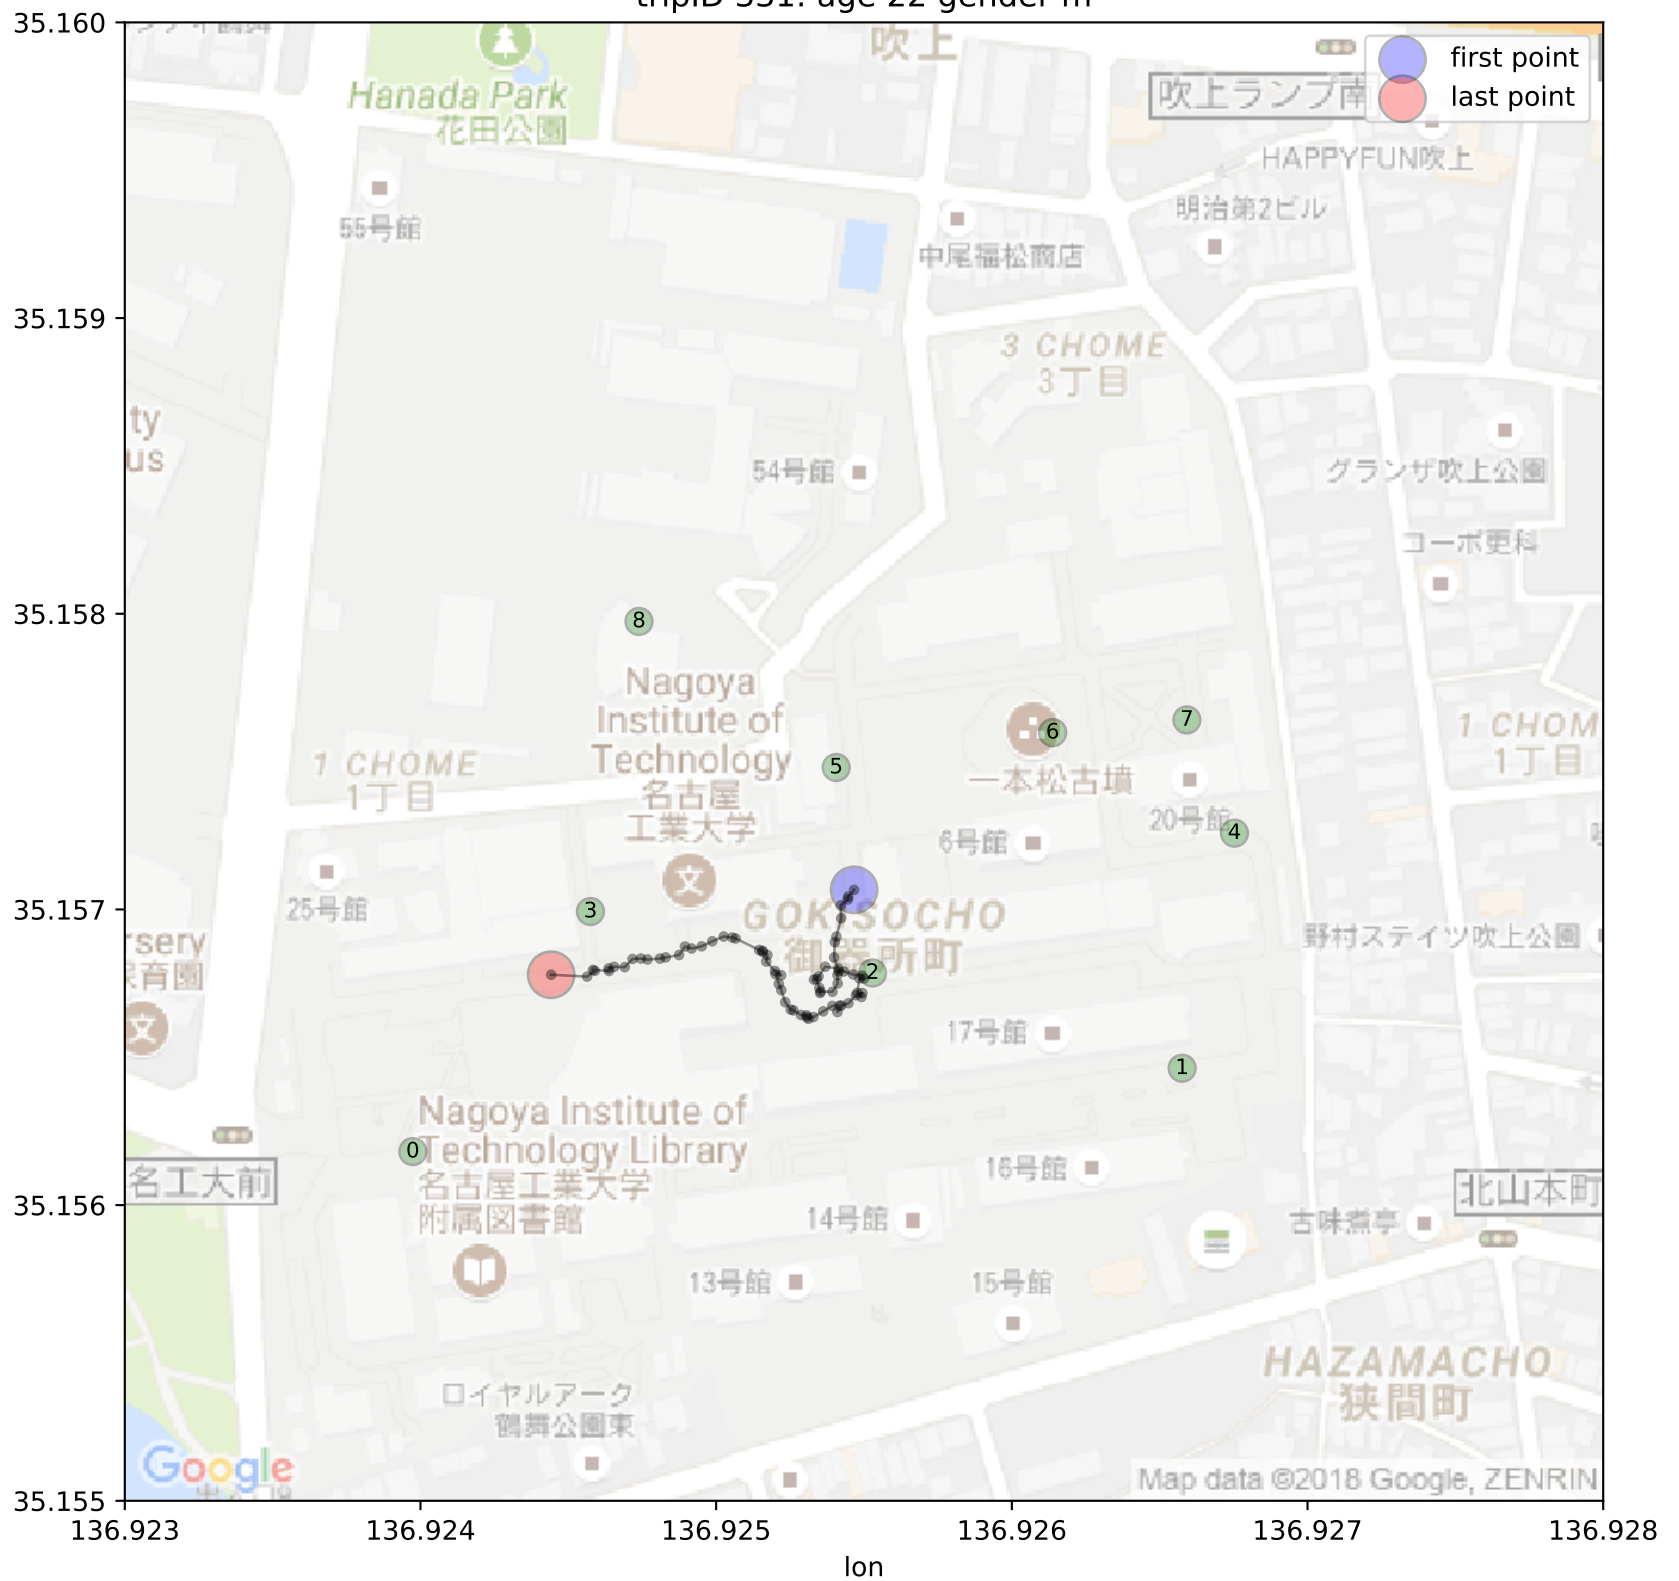 35.160
first point
last point
吹上
吹上ランプ南
Hanada Park
花田公園
HAPPYFUN吹上
明治第2ビル
55号館
中尾福松商店
35.159
3 CHOME
3丁目
ty
us
54号館
グランザ吹上公園
コーポ更科
35.158
8
Nagoya
Institute of
Technology
名古屋
工業大学
7
6
1 CHOM
1丁目
1 CHOME
1丁目
5
一本松古墳
20号館
4
6号館
25号館
35.157
3
GOKISOCHO
御器所町
野村ステイツ吹上公園
rsery
育園
2
17号館
1
Nagoya Institute of
Technology Library
名古屋工業大学
附属図書館
0
名工大前
16号館
北山本町
35.156
14号館
古味煮亭
13号館
15号館
HAZAMACHO
狭間町
ロイヤルアーク
鶴舞公園東
Google
Map data ©2018 Google, ZENRIN
35.155
136.923
136.924
136.925
136.926
136.927
136.928
lon